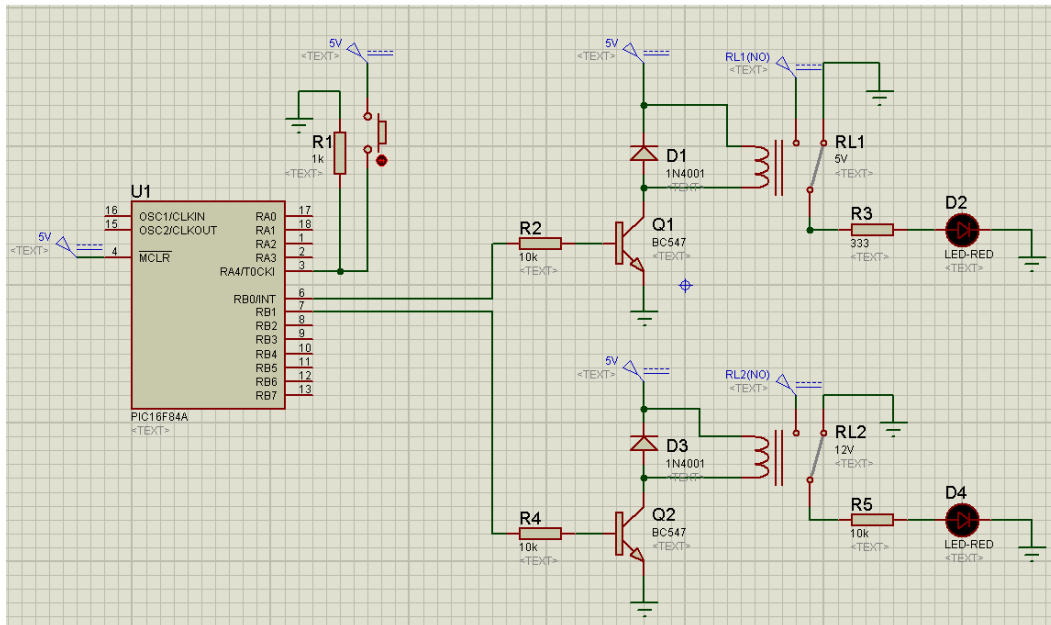 5V
<TEXT>
R1
1k
<TEXT>
U1
16 OSC1/CLKIN RA0 17
15 OSC2/CLKOUT RA1 18
RA2 1
4 MCLR RA3 2
RA4/T0CKI 3
RB0/INT 6
RB1 7
RB2 8
RB3 9
RB4 10
RB5 11
RB6 12
RB7 13
PIC16F84A
<TEXT>
5V
<TEXT>
5V
<TEXT>
D1
1N4001
<TEXT>
RL1(NO)
<TEXT>
RL1
5V
<TEXT>
R2
10k
<TEXT>
Q1
BC547
<TEXT>
R3
333
<TEXT>
D2
LED-RED
<TEXT>
5V
<TEXT>
D3
1N4001
<TEXT>
RL2(NO)
<TEXT>
RL2
12V
<TEXT>
R4
10k
<TEXT>
Q2
BC547
<TEXT>
R5
10k
<TEXT>
D4
LED-RED
<TEXT>